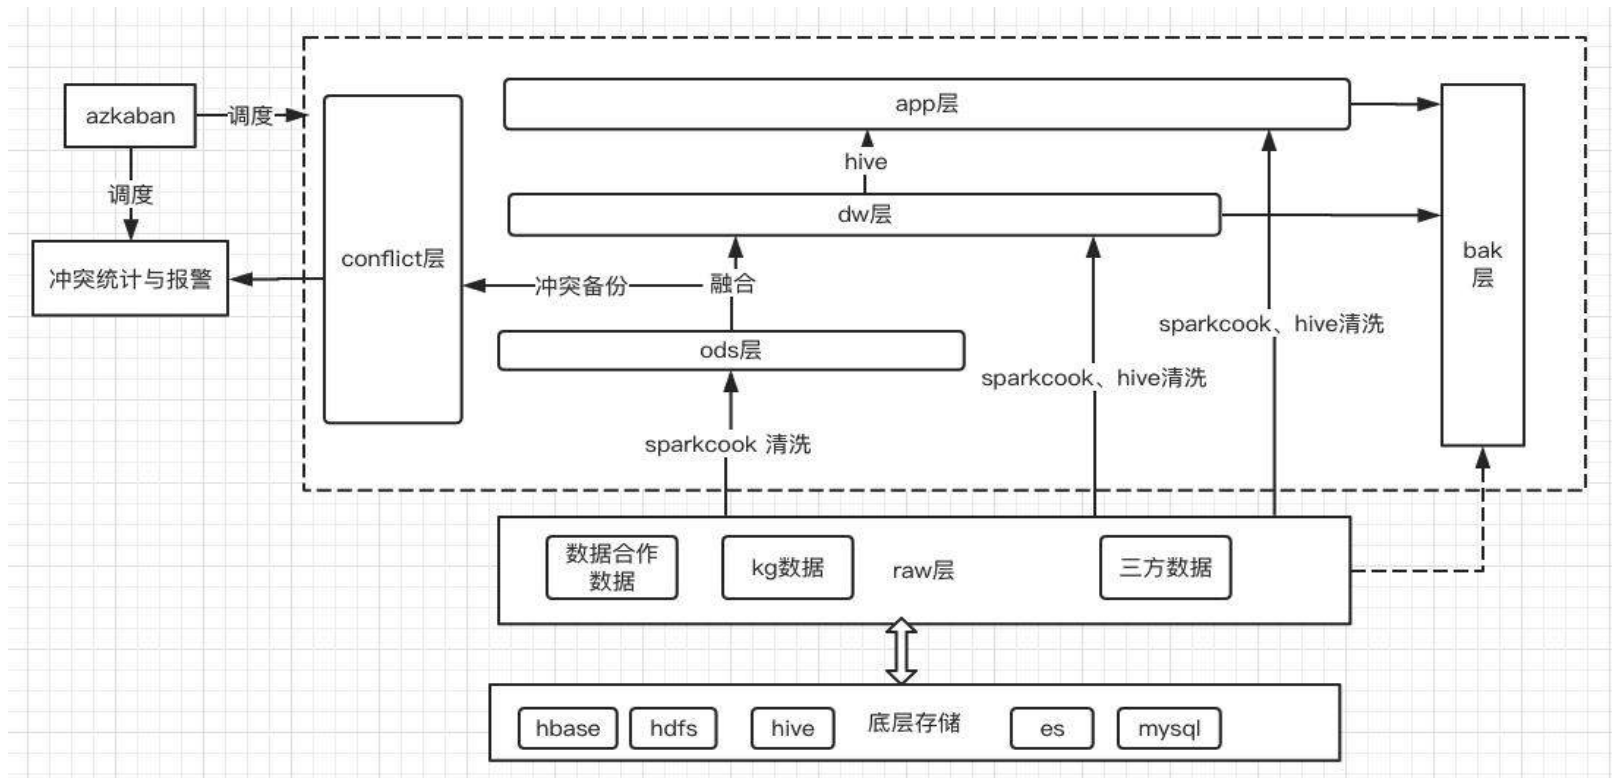 azkaban
调度
调度
冲突统计与报警
conflict层
app层
hive
dw层
冲突备份
融合
ods层
sparkcook 清洗
sparkcook、hive清洗
sparkcook、hive清洗
bak
层
数据合作
数据
kg数据
raw层
三方数据
hbase
hdfs
hive
底层存储
es
mysql